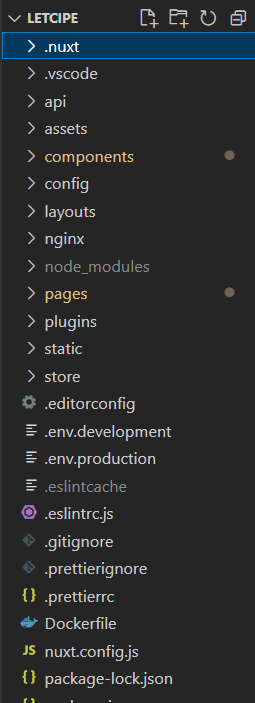 LETCIPE
.nuxt
.vscode
api
assets
components
config
layouts
nginx
node_modules
pages
plugins
static
store
.editorconfig
.env.development
.env.production
.eslintcache
.eslintrc.js
.gitignore
.prettierignore
{} .prettierrc
Dockerfile
JS nuxt.config.js
{} package-lock.json